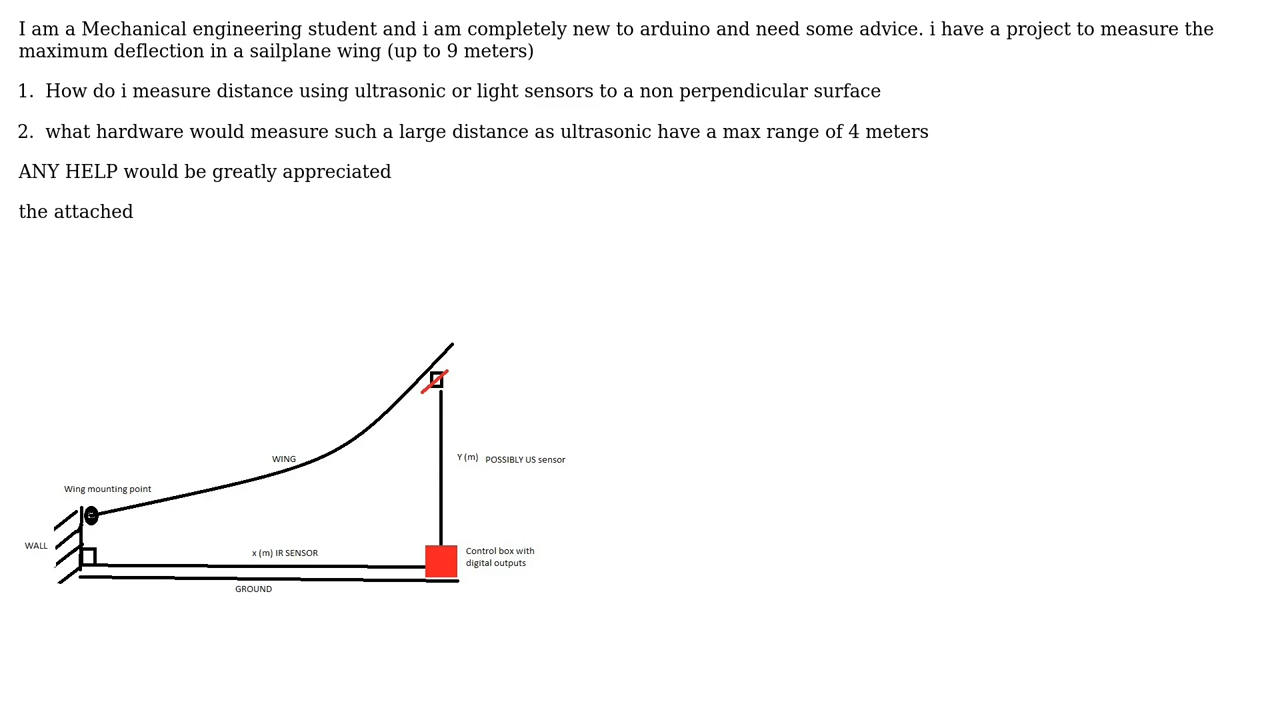 I am a Mechanical engineering student and i am completely new to arduino and need some advice. i have a project to measure the
maximum deflection in a sailplane wing (up to 9 meters)
1. How do i measure distance using ultrasonic or light sensors to a non perpendicular surface
2. what hardware would measure such a large distance as ultrasonic have a max range of 4 meters
ANY HELP would be greatly appreciated
the attached
WING
Y (m) POSSIBLY US sensor
Wing mounting point
WALL
x (m) IR SENSOR
Control box with
digital outputs
GROUND